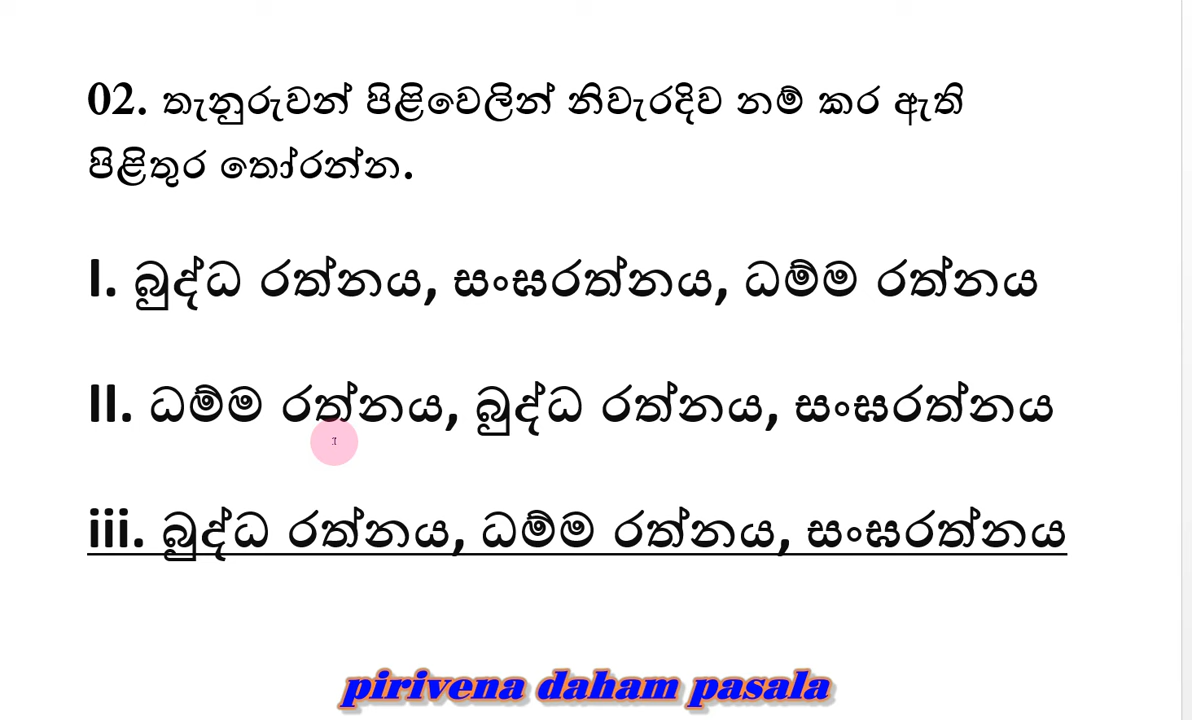 02. තැනුරුවන් පිළිවෙලින් නිවැරදිව නම් කර ඇති
පිළිතුර තෝරන්න.
I. බුද්ධ රත්නය, සංඝරත්නය, ධම්ම රත්නය
II. ධම්ම රත්නය, බුද්ධ රත්නය, සංඝරත්නය
iii. බුද්ධ රත්නය, ධම්ම රත්නය, සංඝරත්නය
pirivena daham pasala